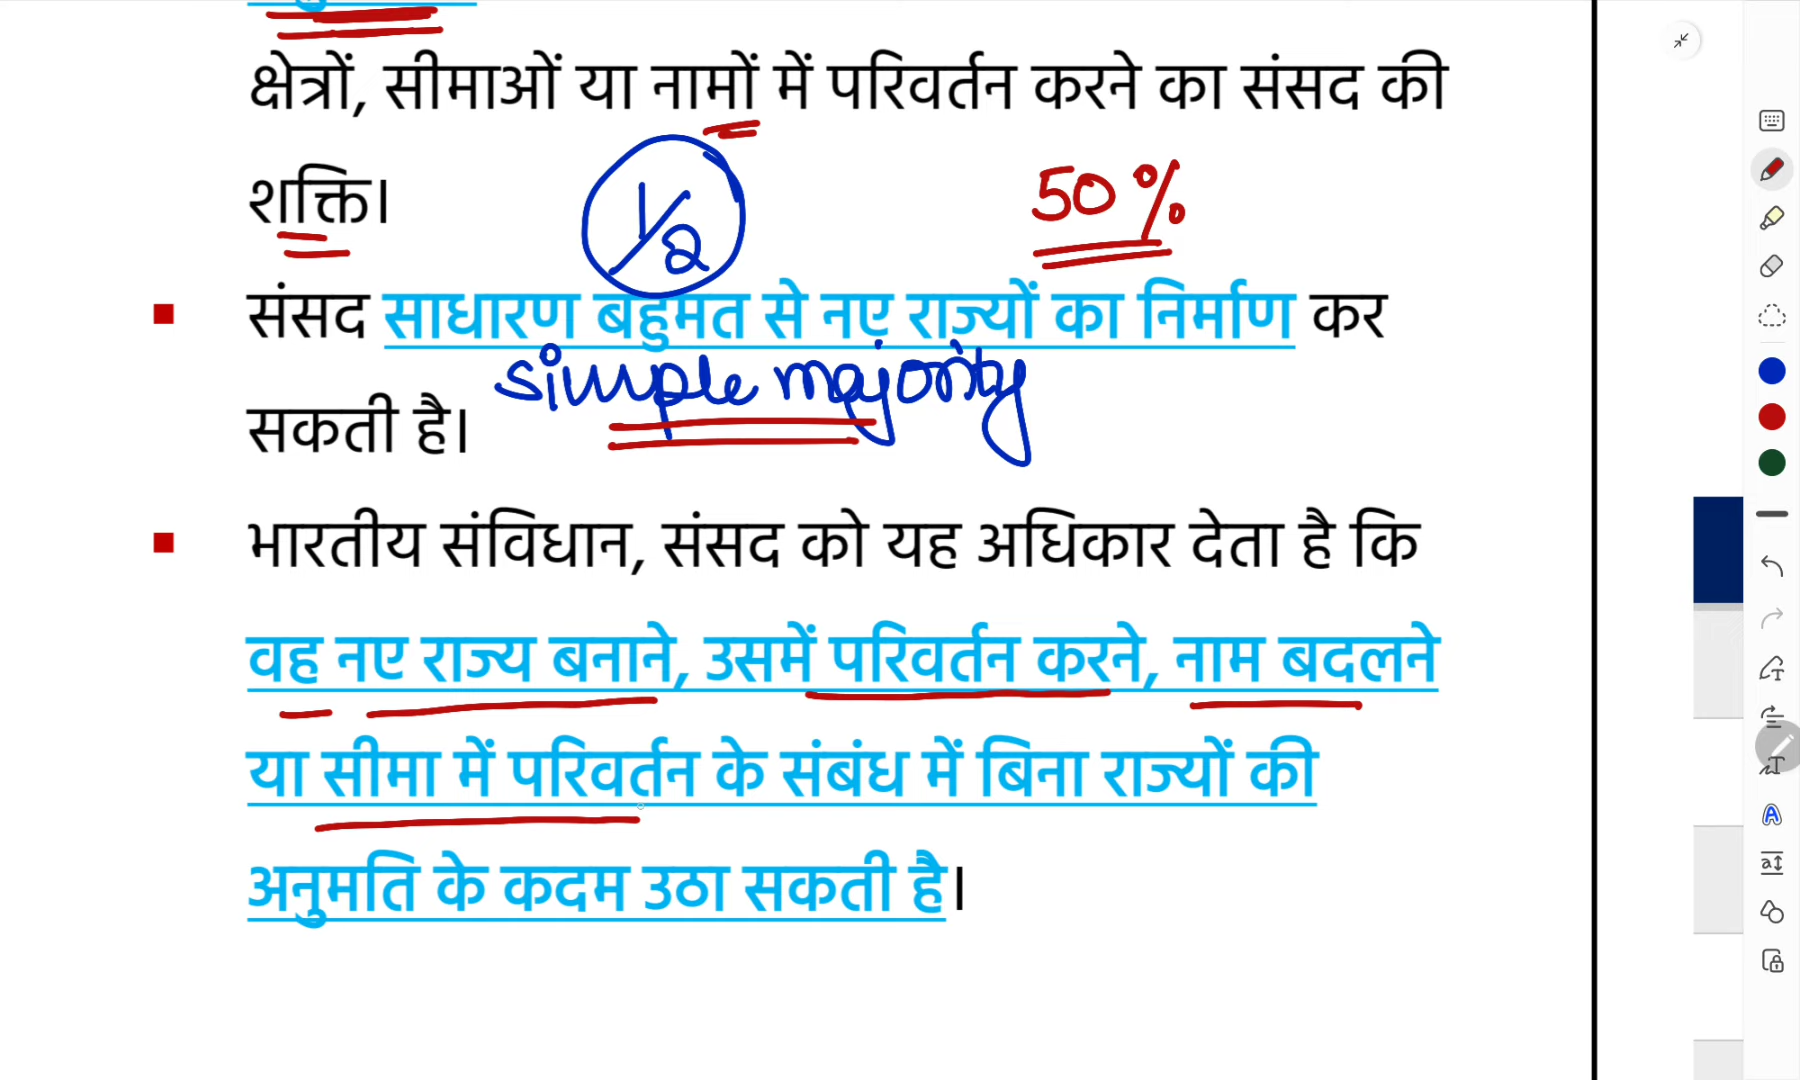 क्षेत्रों, सीमाओं या नामों में परिवर्तन करने का संसद की
शक्ति।
1/2
50%
संसद साधारण बहुमत से नए राज्यों का निर्माण कर
simple majority
सकती है।
भारतीय संविधान, संसद को यह अधिकार देता है कि
वह नए राज्य बनाने, उसमें परिवर्तन करने, नाम बदलने
या सीमा में परिवर्तन के संबंध में बिना राज्यों की
अनुमति के कदम उठा सकती है।